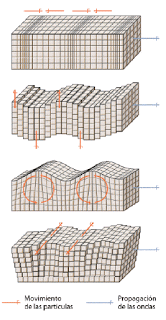 Movimiento
de las partículas
Propagación
de las ondas